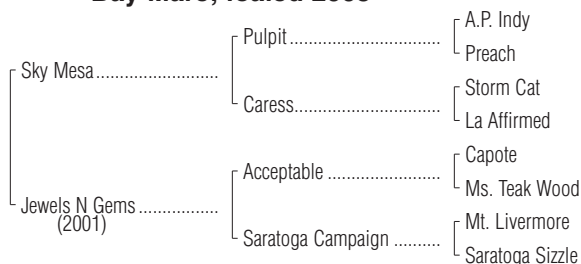 Bay Mare, foaled
A.P. Indy
Pulpit
Preach
Sky Mesa
Storm Cat
Caress
La Affirmed
Capote
Acceptable
Ms. Teak Wood
Jewels N Gems
(2001)
Mt. Livermore
Saratoga Campaign
Saratoga Sizzle